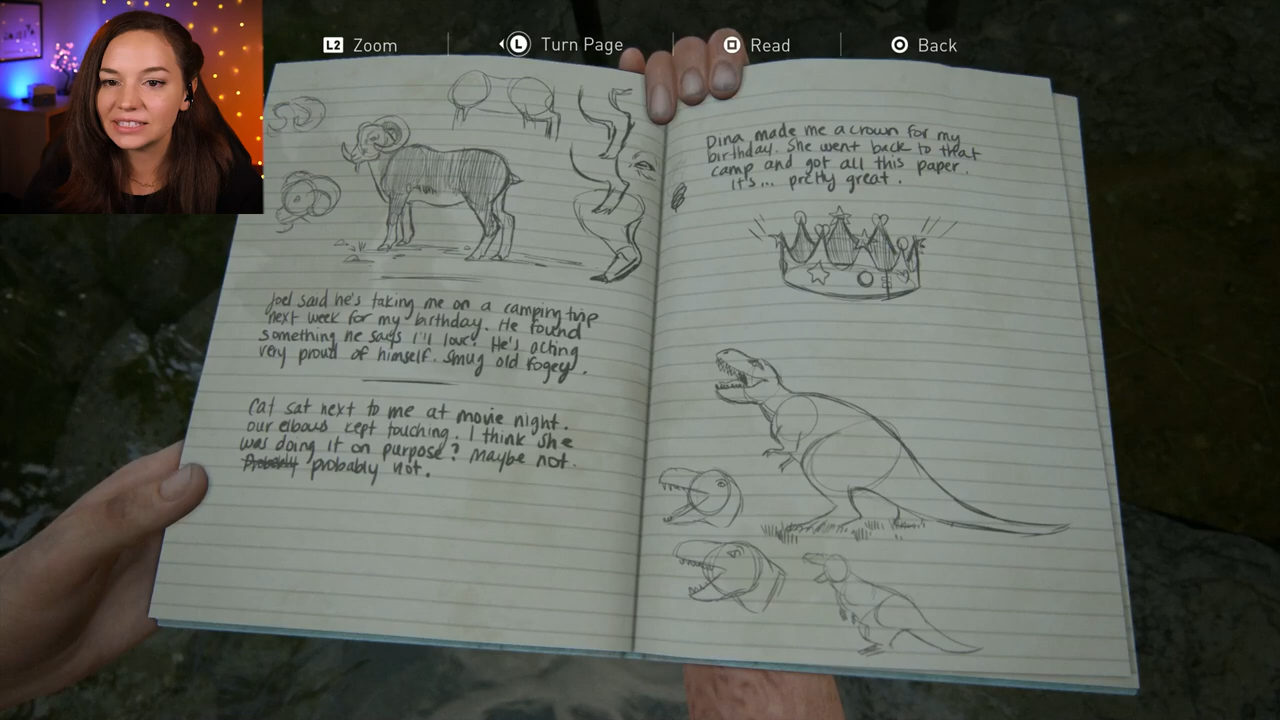 L2 Zoom
L Turn Page
Read
Back
Joel said he's taking me on a camping trip
next week for my birthday. He found
something he says I'll love. He's acting
very proud of himself. Smug old fogey.
Cat sat next to me at movie night.
our elbows kept touching. I think she
was doing it on purpose? Maybe not.
Probably probably not.
Dina made me a crown for my
birthday. She went back to that
camp and got all this paper.
It's... pretty great.